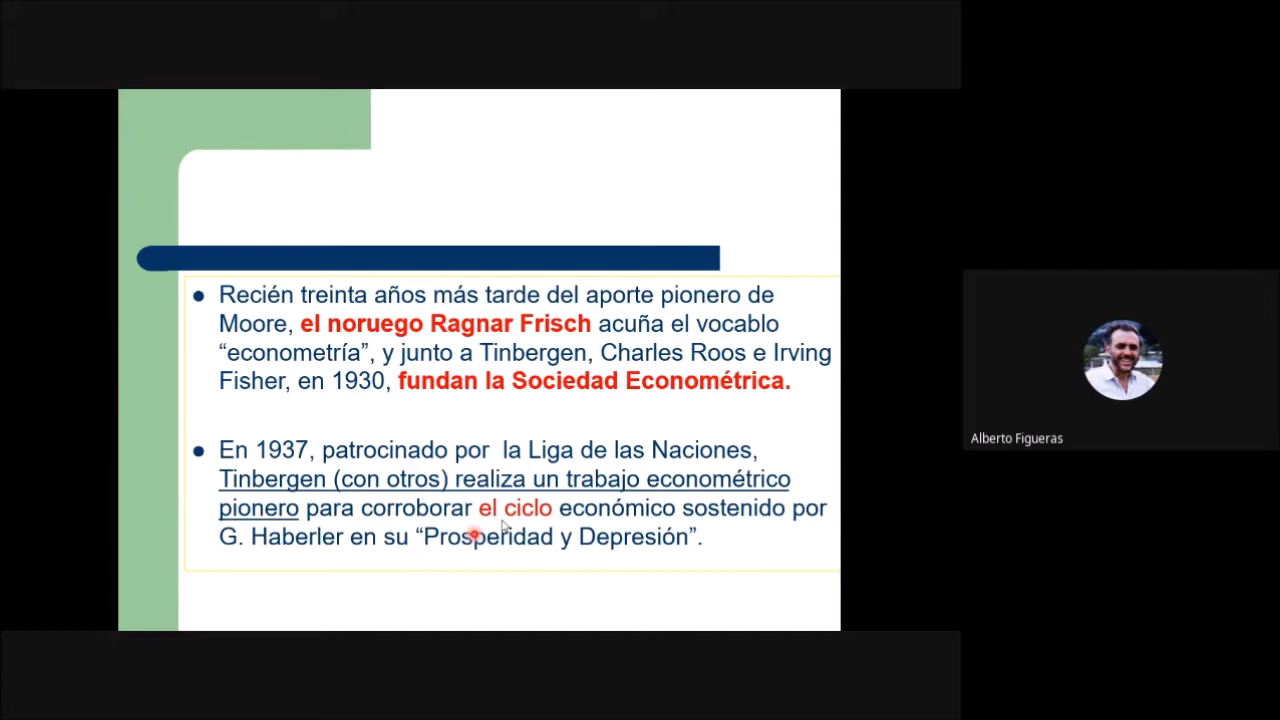 Recién treinta años más tarde del aporte pionero de
Moore, el noruego Ragnar Frisch acuña el vocablo
“econometría”, y junto a Tinbergen, Charles Roos e Irving
Fisher, en 1930, fundan la Sociedad Econométrica.
En 1937, patrocinado por la Liga de las Naciones,
Tinbergen (con otros) realiza un trabajo econométrico
pionero para corroborar el ciclo económico sostenido por
G. Haberler en su “Prosperidad y Depresión”.
Alberto Figueras